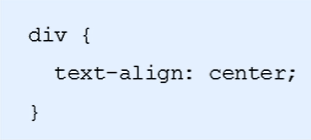 div {
  text-align: center;
}